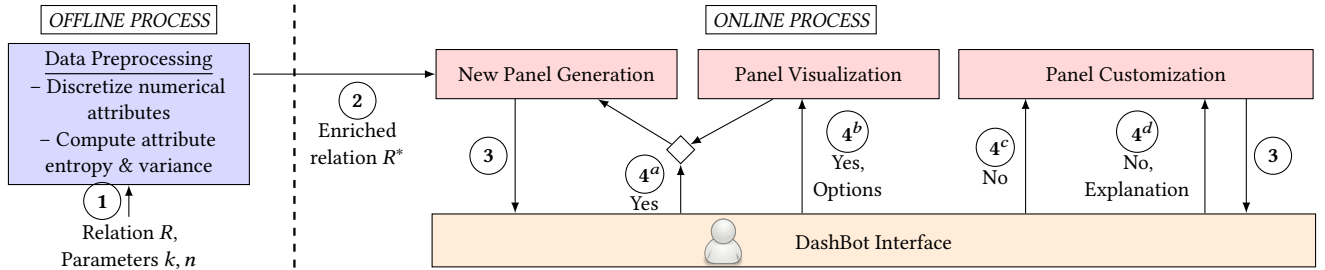 OFFLINE PROCESS
ONLINE PROCESS
Data Preprocessing
– Discretize numerical
attributes
– Compute attribute
entropy & variance
1
Relation R,
Parameters k, n
2
Enriched
relation R*
New Panel Generation
Panel Visualization
Panel Customization
3
4ᵃ
Yes
4ᵇ
Yes,
Options
4ᶜ
No
4ᵈ
No,
Explanation
3
DashBot Interface